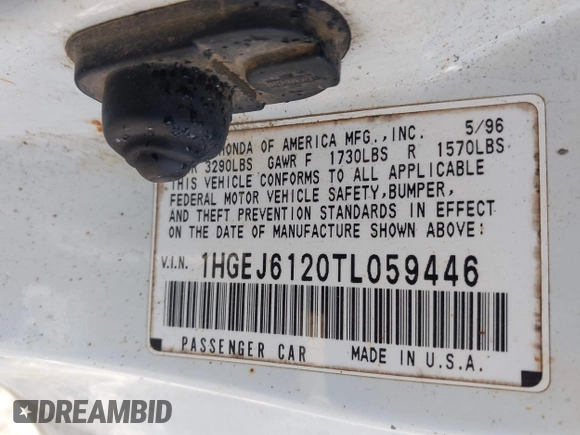 HONDA OF AMERICA MFG.,INC. 5/96
3290LBS GAWR F 1730LBS R 1570LBS
THIS VEHICLE CONFORMS TO ALL APPLICABLE
FEDERAL MOTOR VEHICLE SAFETY,BUMPER,
AND THEFT PREVENTION STANDARDS IN EFFECT
ON THE DATE OF MANUFACTURE SHOWN ABOVE:
V.I.N. 1HGEJ6120TL059446
PASSENGER CAR MADE IN U.S.A.
DREAMBID